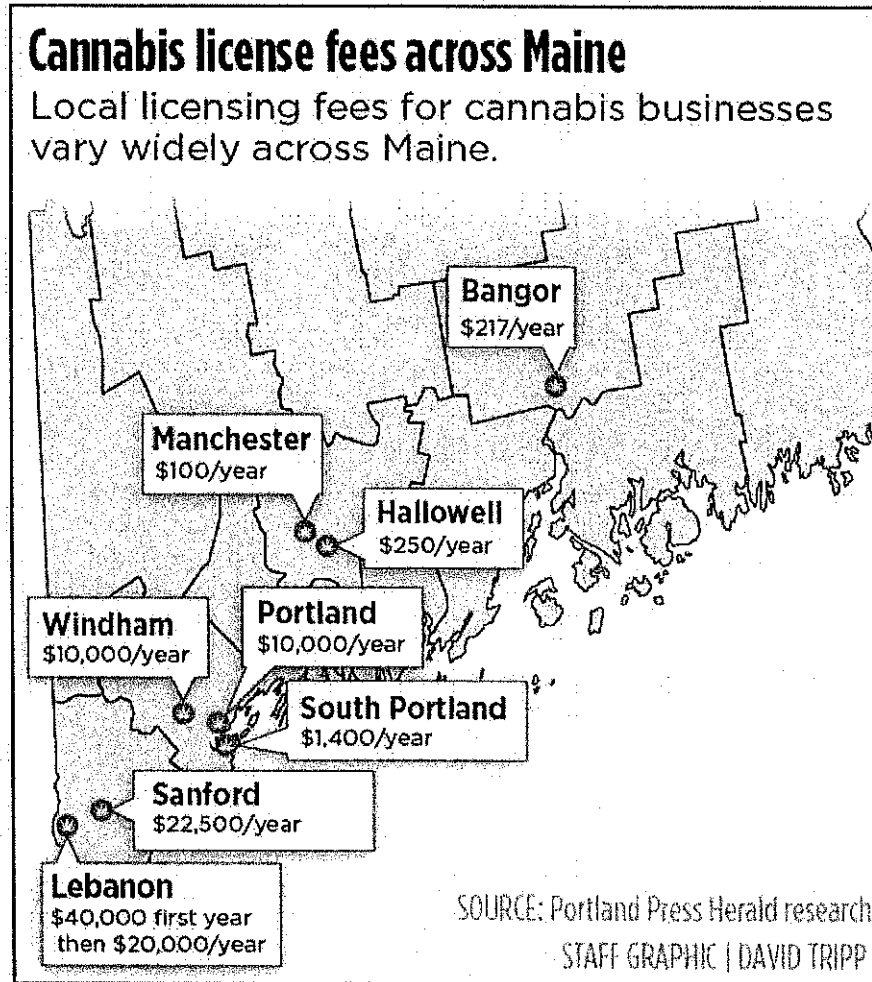 Cannabis license fees across Maine
Local licensing fees for cannabis businesses
vary widely across Maine.
Bangor
$217/year
Manchester
$100/year
Hallowell
$250/year
Windham
$10,000/year
Portland
$10,000/year
South Portland
$1,400/year
Sanford
$22,500/year
Lebanon
$40,000 first year
then $20,000/year
SOURCE: Portland Press Herald research
STAFF GRAPHIC | DAVID TRIPP